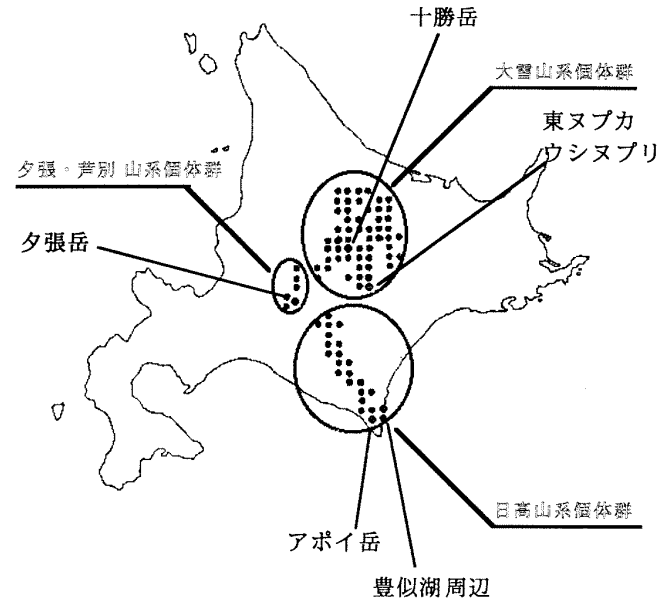 十勝岳
大雪山系個体群
東ヌプカ
ウシヌプリ
夕張・芦別 山系個体群
夕張岳
日高山系個体群
アポイ岳
豊似湖周辺